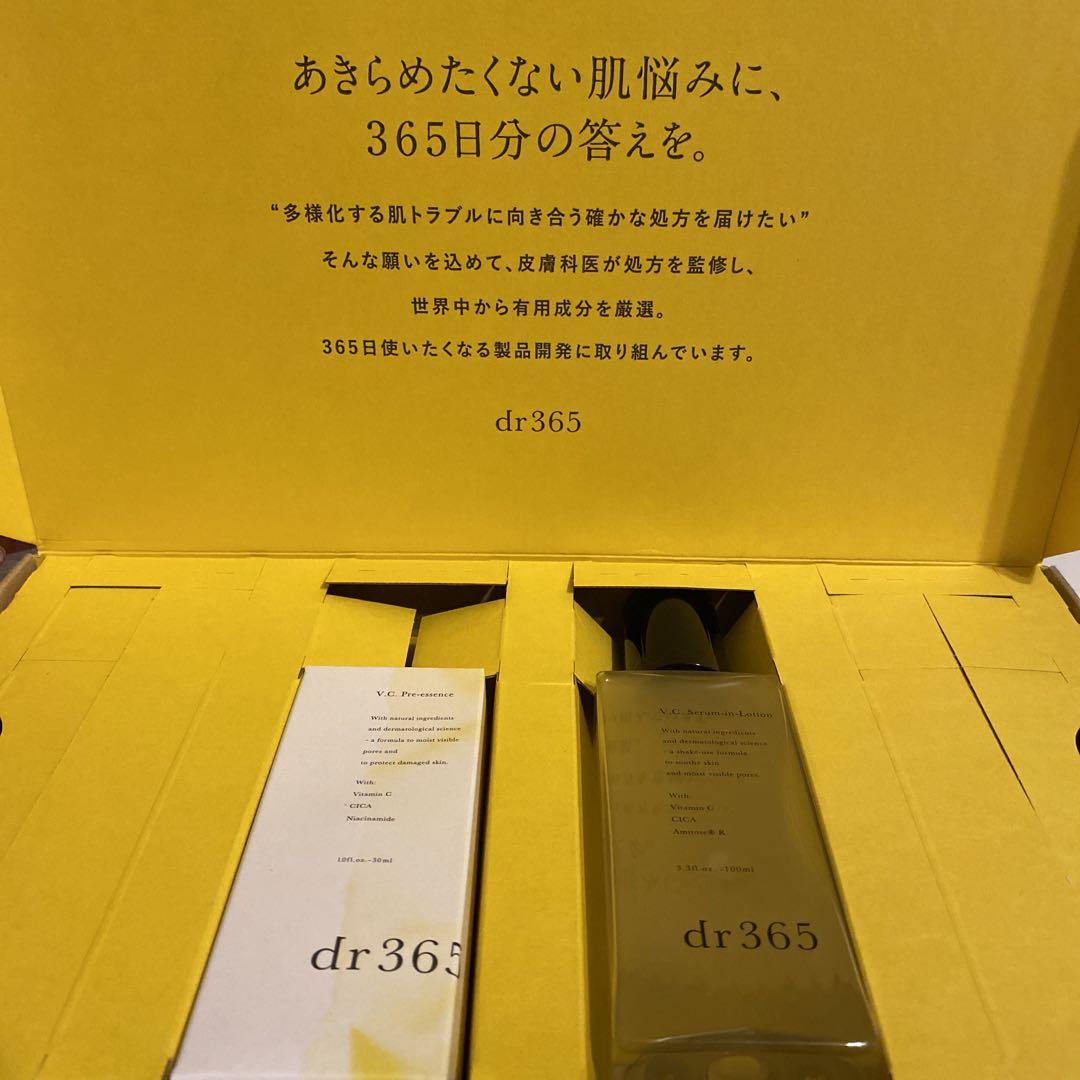 あきらめたくない肌悩みに、
365日分の答えを。
“多様化する肌トラブルに向き合う確かな処方を届けたい”
そんな願いを込めて、皮膚科医が処方を監修し、
世界中から有用成分を厳選。
365日使いたくなる製品開発に取り組んでいます。
dr365
V.C. Pre-essence
With natural ingredients
and dermatological science
- a formula to moist visible
pores and
to protect damaged skin.
With:
Vitamin C
CICA
Niacinamide
1.0fl.oz.-30ml
dr365
V.C. Serum-in-Lotion
With natural ingredients
and dermatological science
- a shake-use formula
to soothe skin
and moist visible pores.
With:
Vitamin C
CICA
Amitose® R
3.3fl.oz.-100ml
dr365